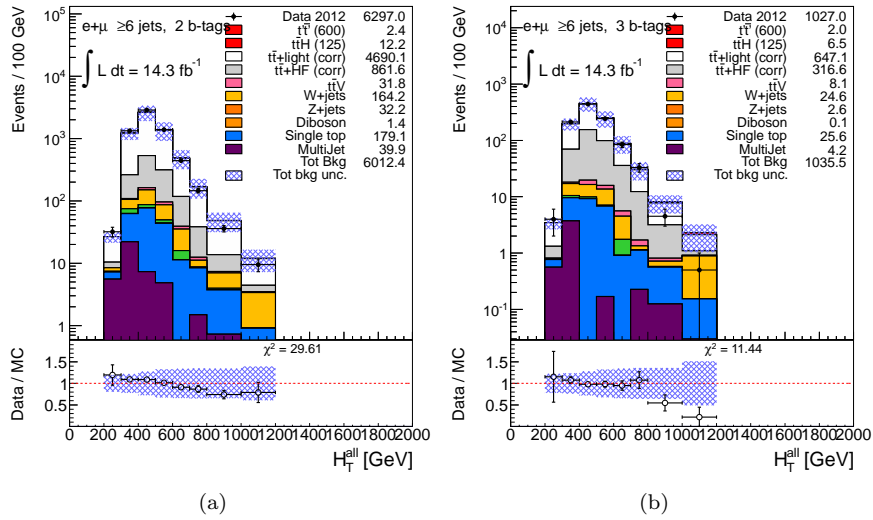 Events / 100 GeV
10⁵
10⁴
10³
10²
10
1
e+μ ≥6 jets, 2 b-tags
∫ L dt = 14.3 fb⁻¹
Data 2012 6297.0
tt̄ (600) 2.4
tt̄H (125) 12.2
tt̄+light (corr) 4690.1
tt̄+HF (corr) 861.6
tt̄V 31.8
W+jets 164.2
Z+jets 32.2
Diboson 1.4
Single top 179.1
MultiJet 39.9
Tot Bkg 6012.4
Tot bkg unc.
Data / MC
1.5
1
0.5
χ² = 29.61
0 200 400 600 800 1000 1200 1400 1600 1800 2000
H_T^all [GeV]
(a)
Events / 100 GeV
10⁴
10³
10²
10
1
10⁻¹
e+μ ≥6 jets, 3 b-tags
∫ L dt = 14.3 fb⁻¹
Data 2012 1027.0
tt̄ (600) 2.0
tt̄H (125) 6.5
tt̄+light (corr) 647.1
tt̄+HF (corr) 316.6
tt̄V 8.1
W+jets 24.6
Z+jets 2.6
Diboson 0.1
Single top 25.6
MultiJet 4.2
Tot Bkg 1035.5
Tot bkg unc.
Data / MC
1.5
1
0.5
χ² = 11.44
0 200 400 600 800 1000 1200 1400 1600 1800 2000
H_T^all [GeV]
(b)